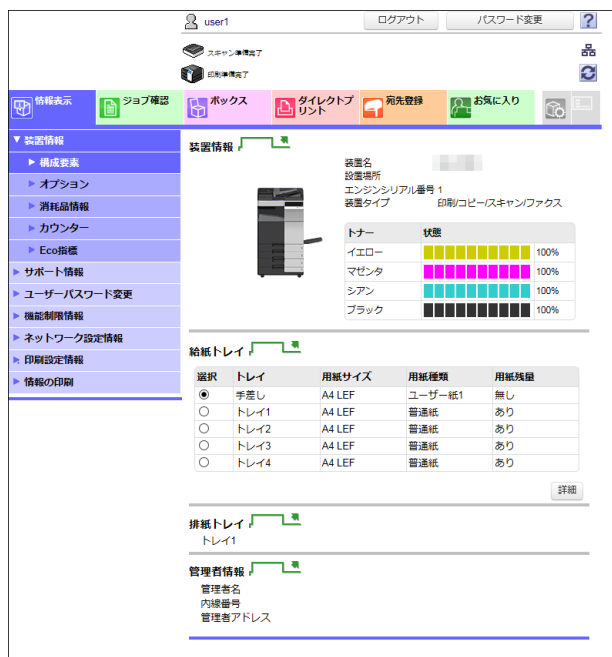 user1
ログアウト
パスワード変更
?
スキャン準備完了
印刷準備完了
情報表示
ジョブ確認
ボックス
ダイレクトプリント
宛先登録
お気に入り
▼ 装置情報
▶ 構成要素
▶ オプション
▶ 消耗品情報
▶ カウンター
▶ Eco指標
▶ サポート情報
▶ ユーザーパスワード変更
▶ 機能制限情報
▶ ネットワーク設定情報
▶ 印刷設定情報
▶ 情報の印刷
装置情報
装置名
設置場所
エンジンシリアル番号 1
装置タイプ 印刷/コピー/スキャン/ファクス
トナー 状態
イエロー 100%
マゼンタ 100%
シアン 100%
ブラック 100%
給紙トレイ
選択 トレイ 用紙サイズ 用紙種類 用紙残量
手差し A4 LEF ユーザー紙1 無し
トレイ1 A4 LEF 普通紙 あり
トレイ2 A4 LEF 普通紙 あり
トレイ3 A4 LEF 普通紙 あり
トレイ4 A4 LEF 普通紙 あり
詳細
排紙トレイ
トレイ1
管理者情報
管理者名
内線番号
管理者アドレス